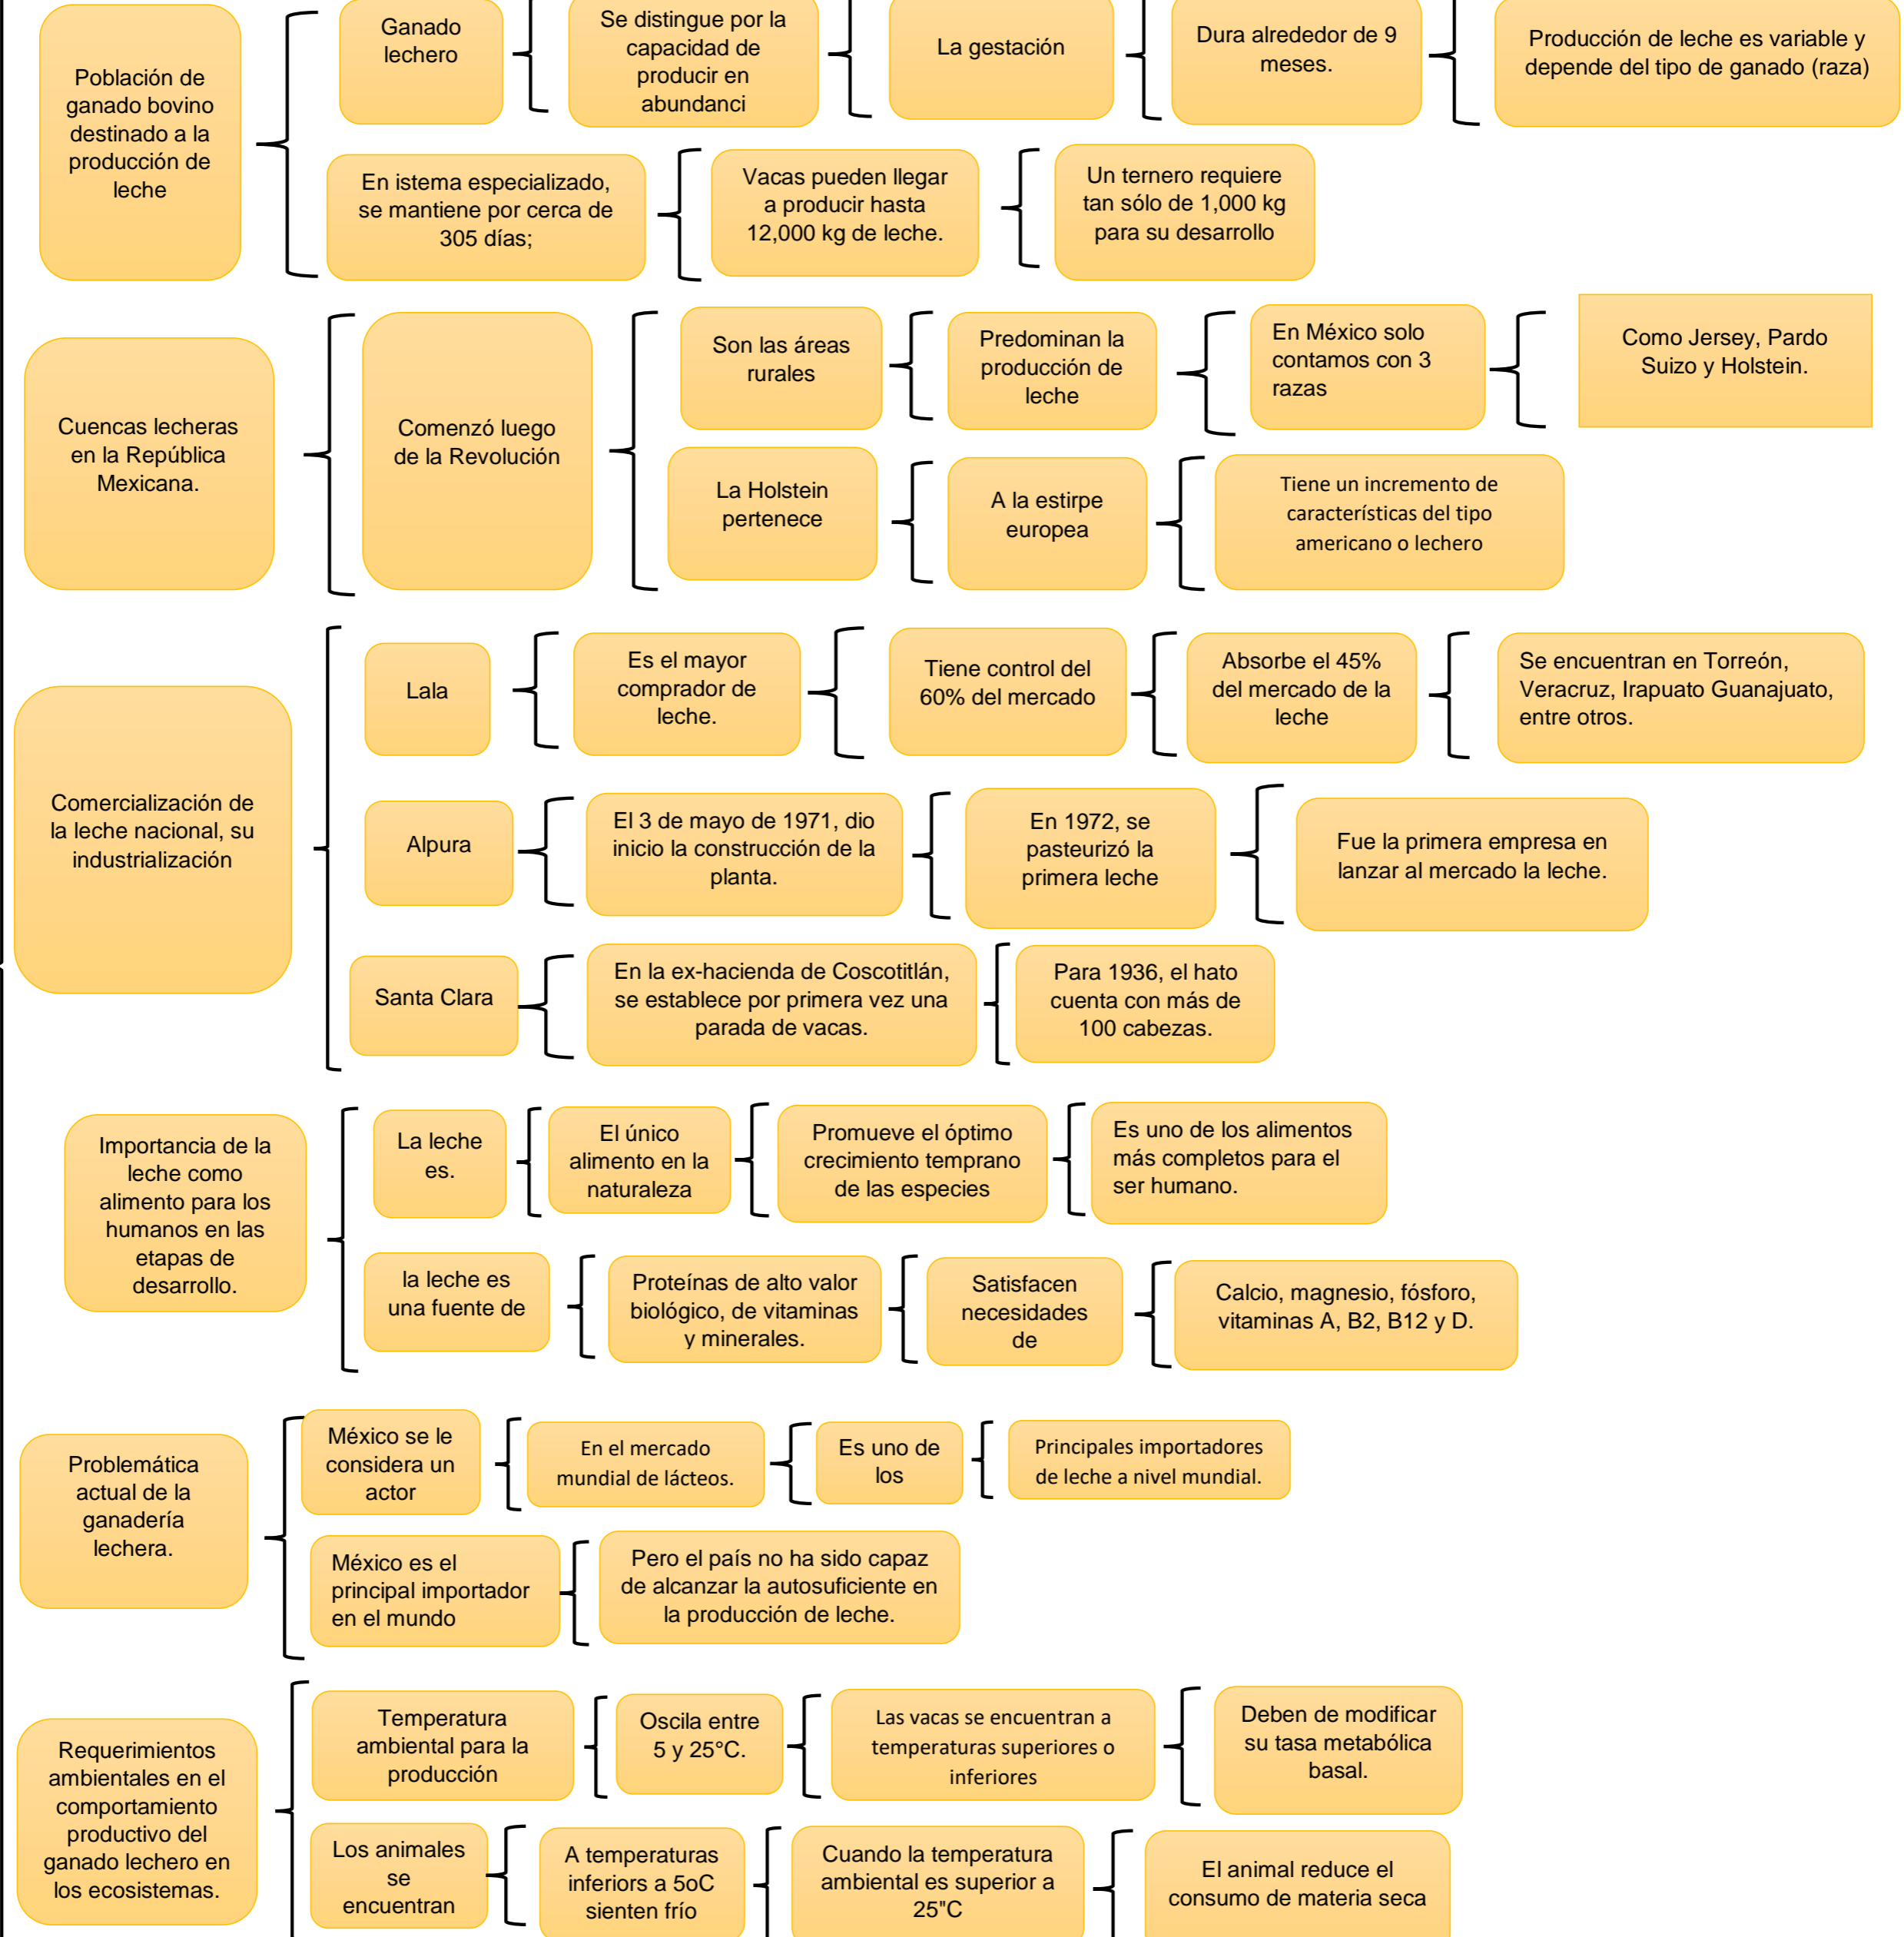 Población de
ganado bovino
destinado a la
producción de
leche
Ganado
lechero
Se distingue por la
capacidad de
producir en
abundanci
La gestación
Dura alrededor de 9
meses.
Producción de leche es variable y
depende del tipo de ganado (raza)
En istema especializado,
se mantiene por cerca de
305 días;
Vacas pueden llegar
a producir hasta
12,000 kg de leche.
Un ternero requiere
tan sólo de 1,000 kg
para su desarrollo
Cuencas lecheras
en la República
Mexicana.
Comenzó luego
de la Revolución
Son las áreas
rurales
Predominan la
producción de
leche
En México solo
contamos con 3
razas
Como Jersey, Pardo
Suizo y Holstein.
La Holstein
pertenece
A la estirpe
europea
Tiene un incremento de
características del tipo
americano o lechero
Comercialización de
la leche nacional, su
industrialización
Lala
Es el mayor
comprador de
leche.
Tiene control del
60% del mercado
Absorbe el 45%
del mercado de la
leche
Se encuentran en Torreón,
Veracruz, Irapuato Guanajuato,
entre otros.
Alpura
El 3 de mayo de 1971, dio
inicio la construcción de la
planta.
En 1972, se
pasteurizó la
primera leche
Fue la primera empresa en
lanzar al mercado la leche.
Santa Clara
En la ex-hacienda de Coscotitlán,
se establece por primera vez una
parada de vacas.
Para 1936, el hato
cuenta con más de
100 cabezas.
Importancia de la
leche como
alimento para los
humanos en las
etapas de
desarrollo.
La leche
es.
El único
alimento en la
naturaleza
Promueve el óptimo
crecimiento temprano
de las especies
Es uno de los alimentos
más completos para el
ser humano.
la leche es
una fuente de
Proteínas de alto valor
biológico, de vitaminas
y minerales.
Satisfacen
necesidades
de
Calcio, magnesio, fósforo,
vitaminas A, B2, B12 y D.
Problemática
actual de la
ganadería
lechera.
México se le
considera un
actor
En el mercado
mundial de lácteos.
Es uno de
los
Principales importadores
de leche a nivel mundial.
México es el
principal importador
en el mundo
Pero el país no ha sido capaz
de alcanzar la autosuficiente en
la producción de leche.
Requerimientos
ambientales en el
comportamiento
productivo del
ganado lechero en
los ecosistemas.
Temperatura
ambiental para la
producción
Oscila entre
5 y 25°C.
Las vacas se encuentran a
temperaturas superiores o
inferiores
Deben de modificar
su tasa metabólica
basal.
Los animales
se
encuentran
A temperaturas
inferiors a 5oC
sienten frío
Cuando la temperatura
ambiental es superior a
25"C
El animal reduce el
consumo de materia seca